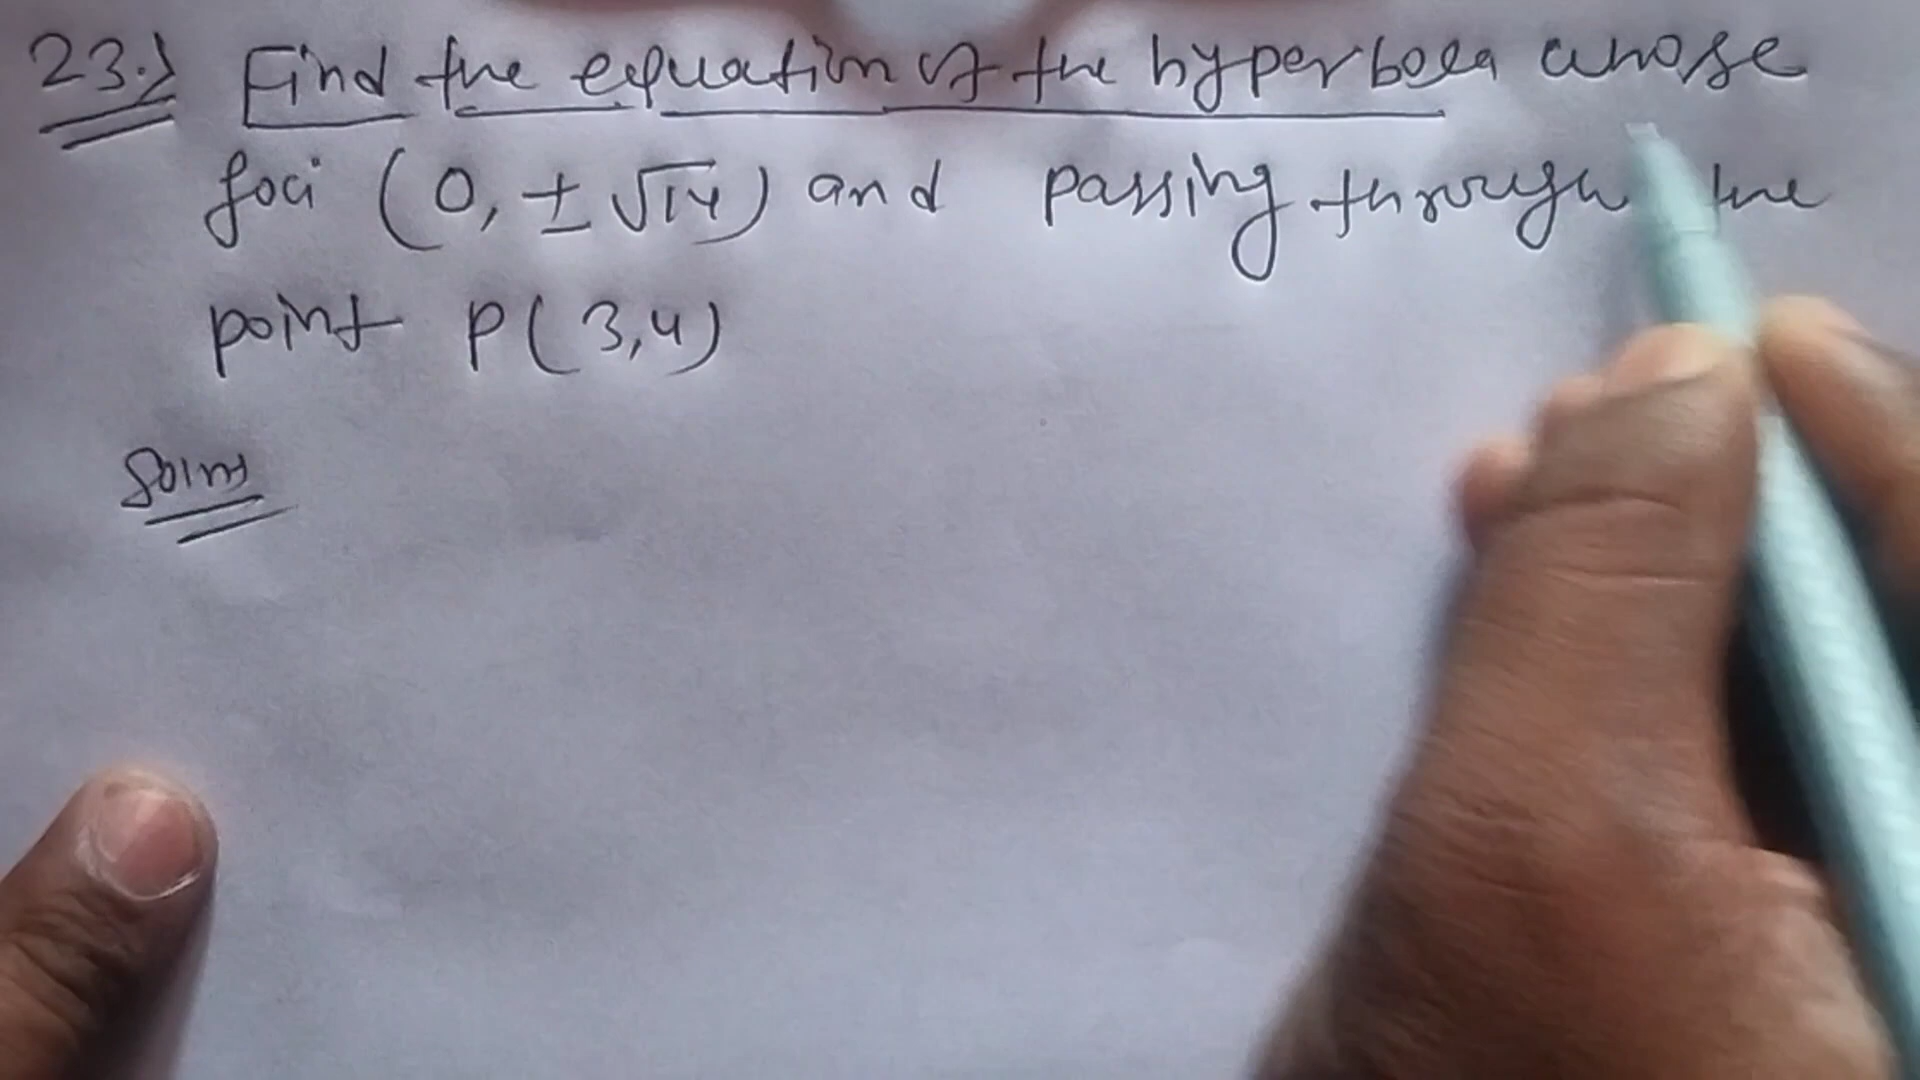 23.) Find the equation of the hyperbola whose
foci (0, ±√14) and passing through the
point P(3,4)
Soln